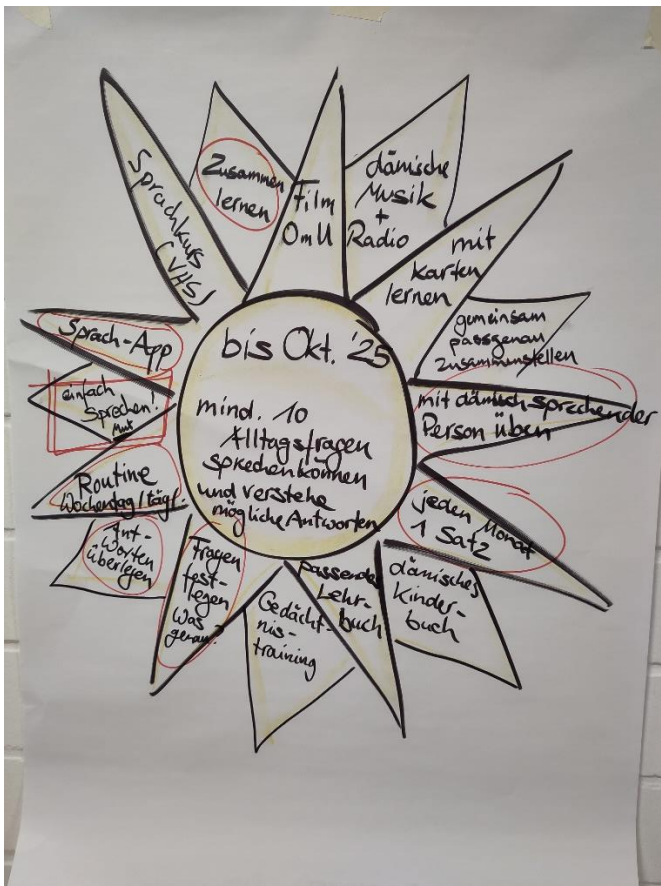 bis Okt. '25
mind. 10
Alltagsfragen
sprechen können
und verstehe
mögliche Antworten
Film
OmU
dänische
Musik
+
Radio
mit
Karten
lernen
gemeinsam
passgenau
zusammenstellen
mit dänisch-sprechender
Person üben
jeden Monat
1 Satz
dänisches
Kinder-
buch
passendes
Lehr-
buch
Gedächt-
nis-
training
Fragen
fest-
legen
Was
genau?
Ant-
worten
überlegen
Routine
Wochentag/tägl.
einfach
Sprechen!
Mut
Sprach-App
Sprachkurs
(VHS)
Zusammen
lernen